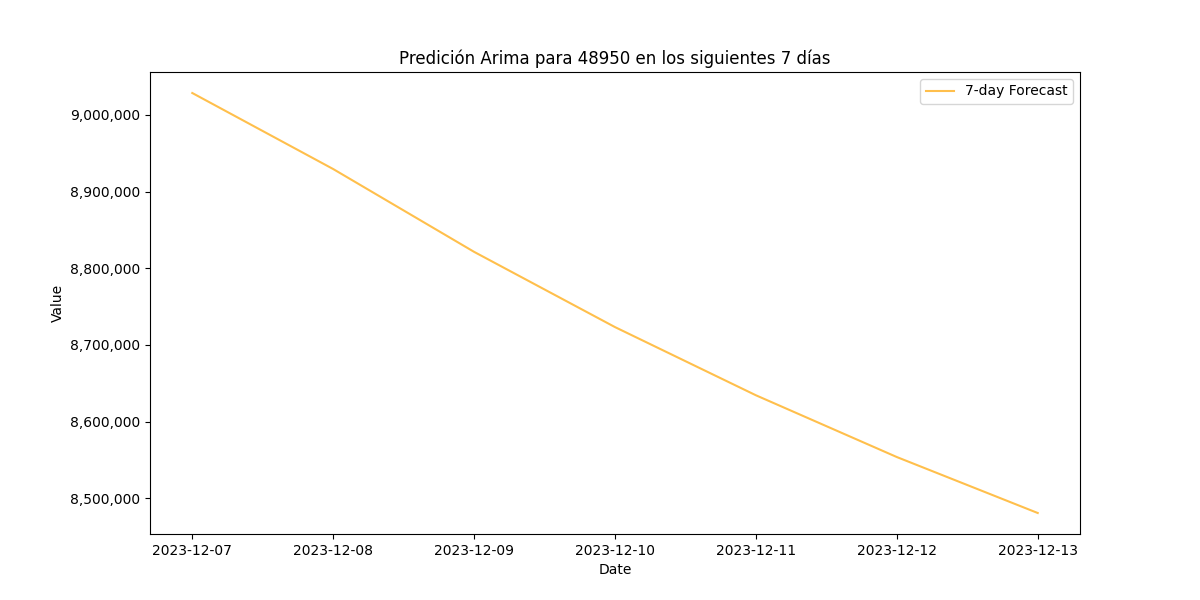 Predición Arima para 48950 en los siguientes 7 días
7-day Forecast
9,000,000
8,900,000
8,800,000
8,700,000
8,600,000
8,500,000
Value
2023-12-07 2023-12-08 2023-12-09 2023-12-10 2023-12-11 2023-12-12 2023-12-13
Date